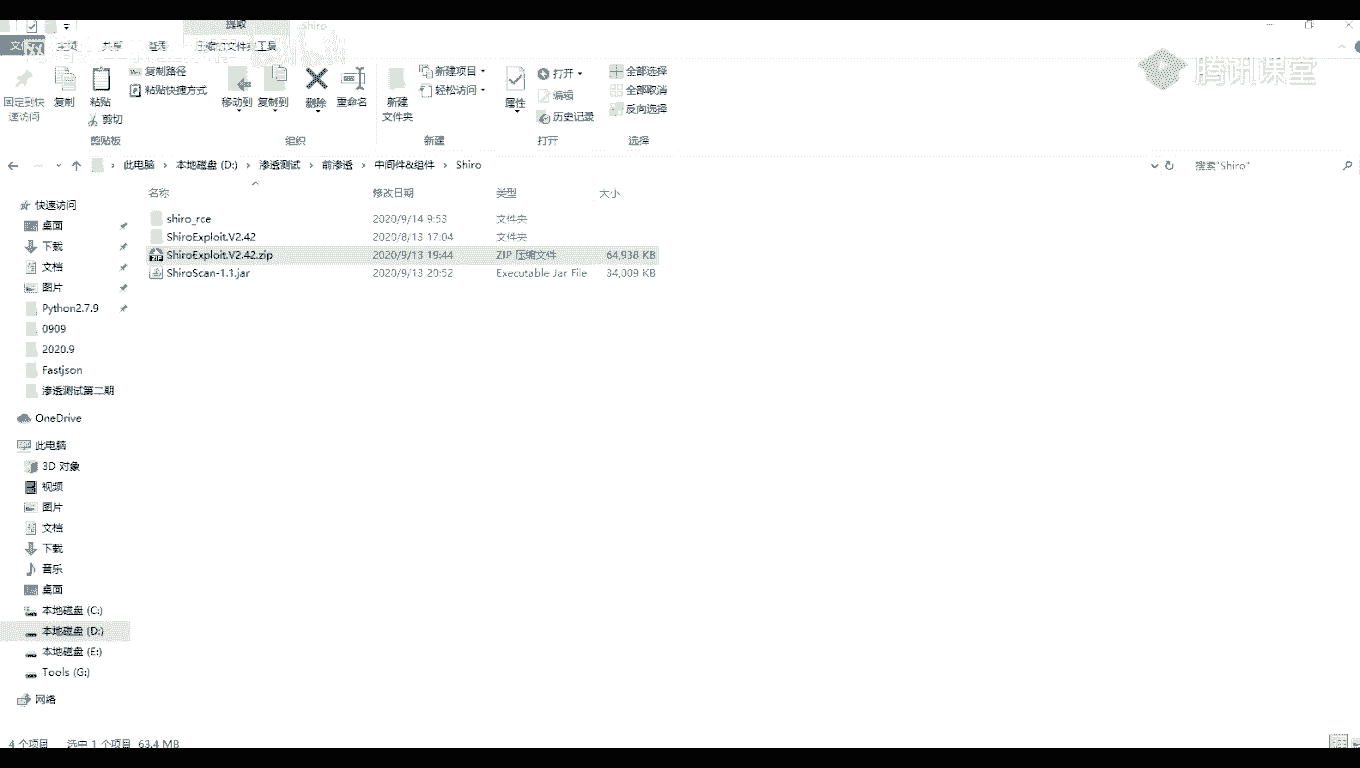 提取
Shiro
文件
主页
共享
查看
压缩的文件夹工具
腾讯课堂
固定到快速访问
复制
粘贴
复制路径
粘贴快捷方式
剪切
剪贴板
移动到
复制到
删除
重命名
组织
新建
文件夹
新建项目
轻松访问
新建
属性
打开
编辑
历史记录
打开
全部选择
全部取消
反向选择
选择
此电脑 本地磁盘 (D:) 渗透测试 前渗透 中间件&组件 Shiro
搜索"Shiro"
名称 修改日期 类型 大小
shiro_rce 2020/9/14 9:53 文件夹
ShiroExploit.V2.42 2020/8/13 17:04 文件夹
ShiroExploit.V2.42.zip 2020/9/13 19:44 ZIP 压缩文件 64,938 KB
ShiroScan-1.1.jar 2020/9/13 20:52 Executable Jar File 34,009 KB
快速访问
桌面
下载
文档
图片
Python2.7.9
0909
2020.9
Fastjson
渗透测试第二期
OneDrive
此电脑
3D 对象
视频
图片
文档
下载
音乐
桌面
本地磁盘 (C:)
本地磁盘 (D:)
本地磁盘 (E:)
Tools (G:)
网络
4 个项目 选中 1 个项目 63.4 MB